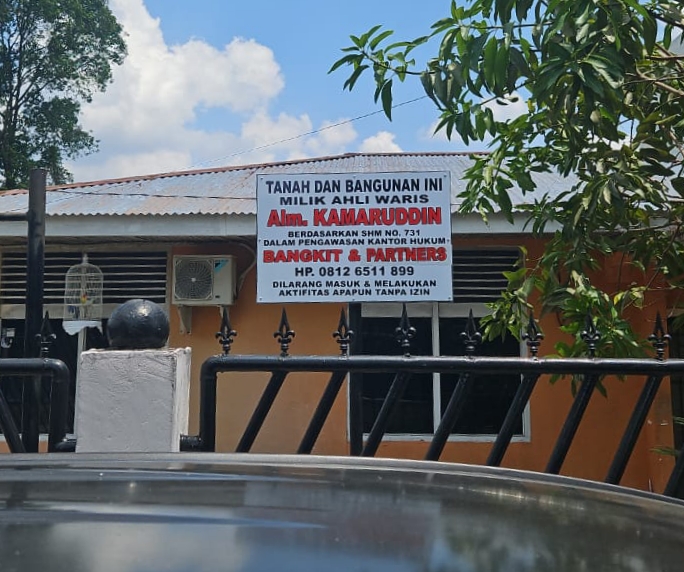 TANAH DAN BANGUNAN INI
MILIK AHLI WARIS
Alm. KAMARUDDIN
BERDASARKAN SHM NO. 731
DALAM PENGAWASAN KANTOR HUKUM
BANGKIT & PARTNERS
HP. 0812 6511 899
DILARANG MASUK & MELAKUKAN
AKTIFITAS APAPUN TANPA IZIN